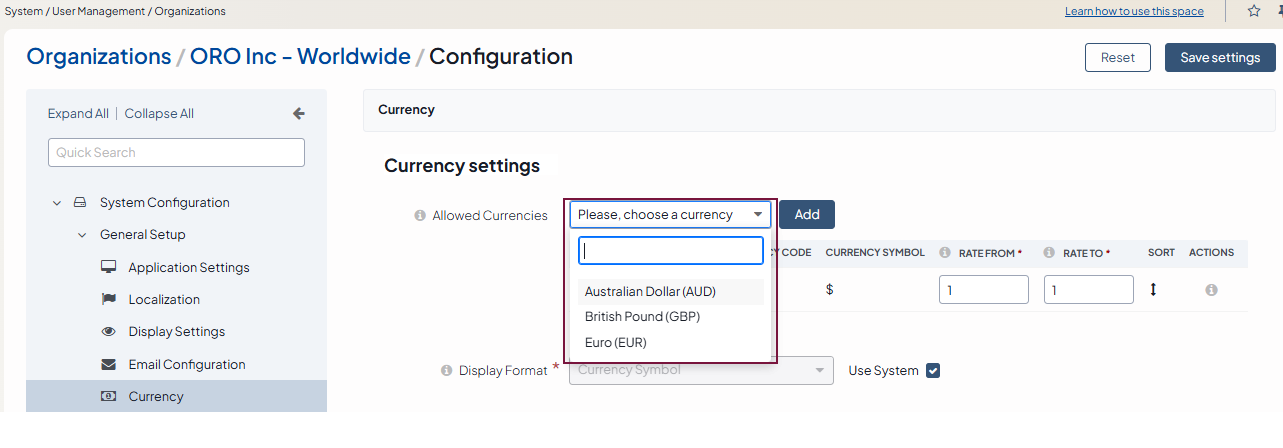 System / User Management / Organizations
Learn how to use this space
Organizations / ORO Inc - Worldwide / Configuration
Reset
Save settings
Expand All | Collapse All
Quick Search
System Configuration
General Setup
Application Settings
Localization
Display Settings
Email Configuration
Currency
Currency
Currency settings
Allowed Currencies
Please, choose a currency
Add
Australian Dollar (AUD)
British Pound (GBP)
Euro (EUR)
CY CODE CURRENCY SYMBOL RATE FROM * RATE TO * SORT ACTIONS
$ 1 1
Display Format *
Currency Symbol
Use System